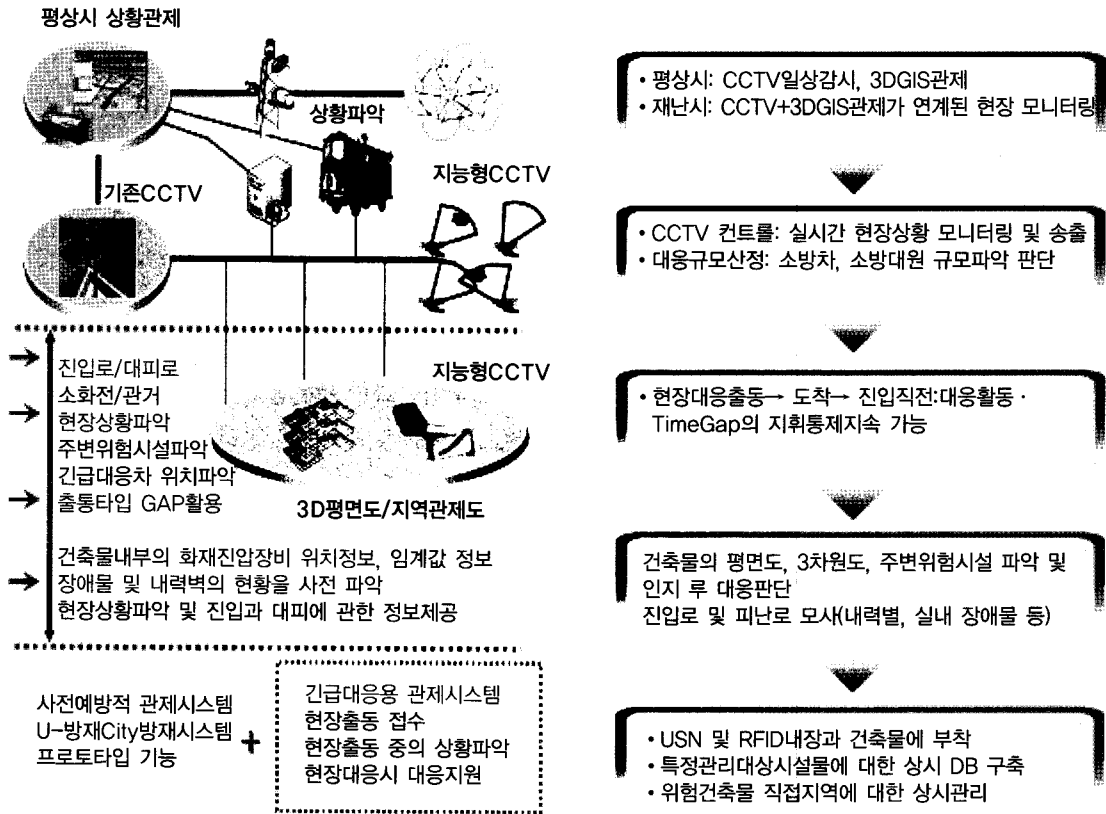 평상시 상황관제
상황파악
지능형CCTV
기존CCTV
진입로/대피로
소화전/관거
현장상황파악
주변위험시설파악
긴급대응차 위치파악
출통타입 GAP활용
지능형CCTV
3D평면도/지역관제도
건축물내부의 화재진압장비 위치정보, 임계값 정보
장애물 및 내력벽의 현황을 사전 파악
현장상황파악 및 진입과 대피에 관한 정보제공
사전예방적 관제시스템
U-방재City방재시스템
프로토타입 기능
+
긴급대응용 관제시스템
현장출동 접수
현장출동 중의 상황파악
현장대응시 대응지원
• 평상시: CCTV일상감시, 3DGIS관제
• 재난시: CCTV+3DGIS관제가 연계된 현장 모니터링
• CCTV 컨트롤: 실시간 현장상황 모니터링 및 송출
• 대응규모산정: 소방차, 소방대원 규모파악 판단
• 현장대응출동→ 도착→ 진입직전:대응활동 ·
TimeGap의 지휘통제지속 가능
건축물의 평면도, 3차원도, 주변위험시설 파악 및
인지 루 대응판단
진입로 및 피난로 모사(내력별, 실내 장애물 등)
• USN 및 RFID내장과 건축물에 부착
• 특정관리대상시설물에 대한 상시 DB 구축
• 위험건축물 직접지역에 대한 상시관리